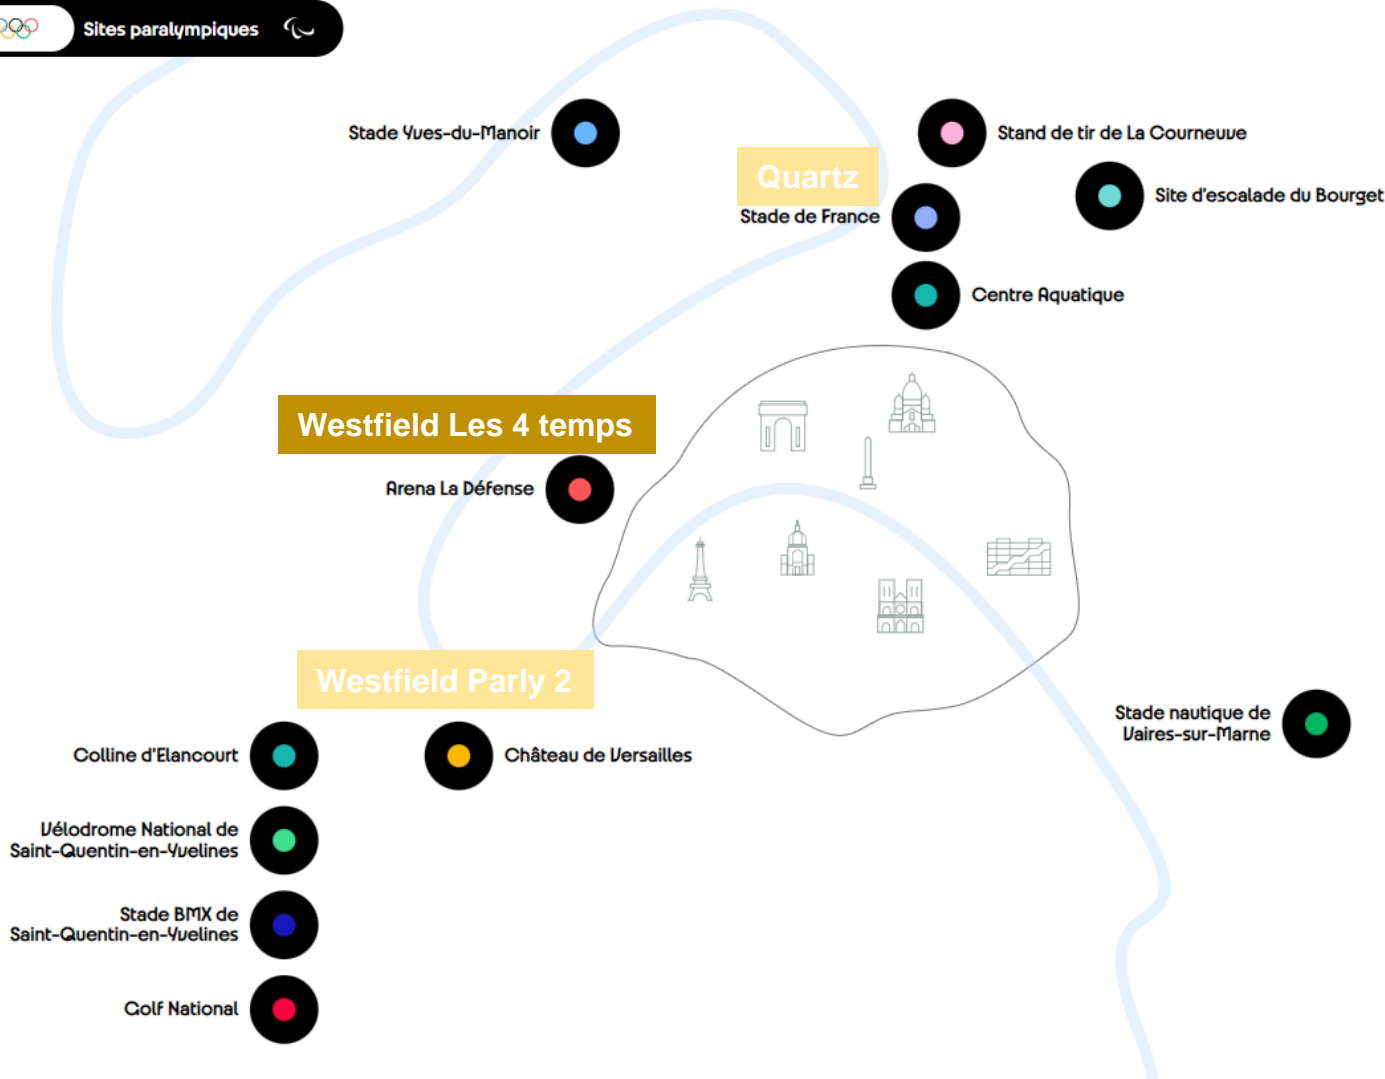 Sites paralympiques
Stade Yves-du-Manoir
Stand de tir de La Courneuve
Quartz
Site d'escalade du Bourget
Stade de France
Centre Aquatique
Westfield Les 4 temps
Arena La Défense
Westfield Parly 2
Stade nautique de
Vaires-sur-Marne
Colline d'Elancourt
Château de Versailles
Vélodrome National de
Saint-Quentin-en-Yvelines
Stade BMX de
Saint-Quentin-en-Yvelines
Golf National